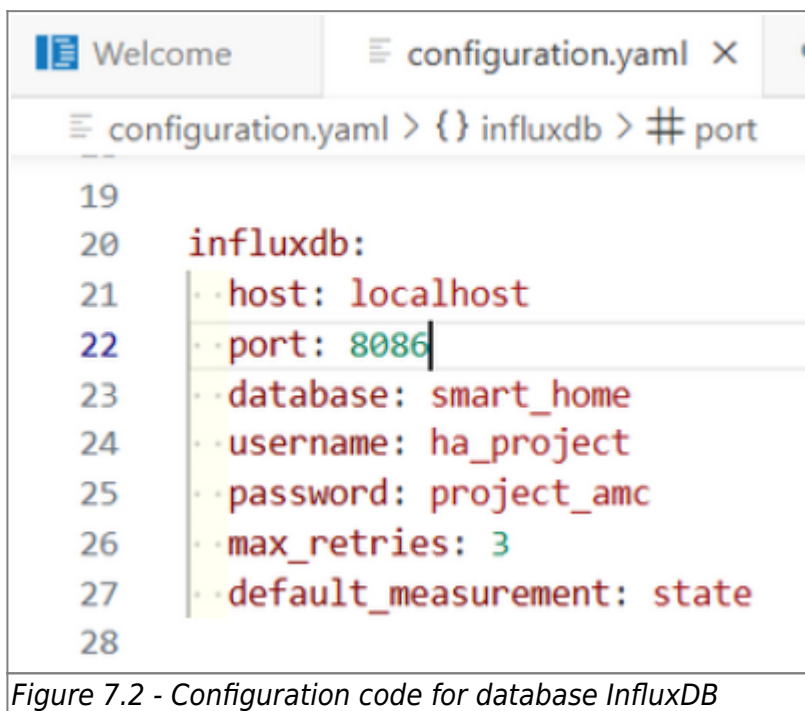 Welcome configuration.yaml ×
configuration.yaml > {} influxdb > # port
19
20 influxdb:
21 host: localhost
22 port: 8086
23 database: smart_home
24 username: ha_project
25 password: project_amc
26 max_retries: 3
27 default_measurement: state
28
Figure 7.2 - Configuration code for database InfluxDB